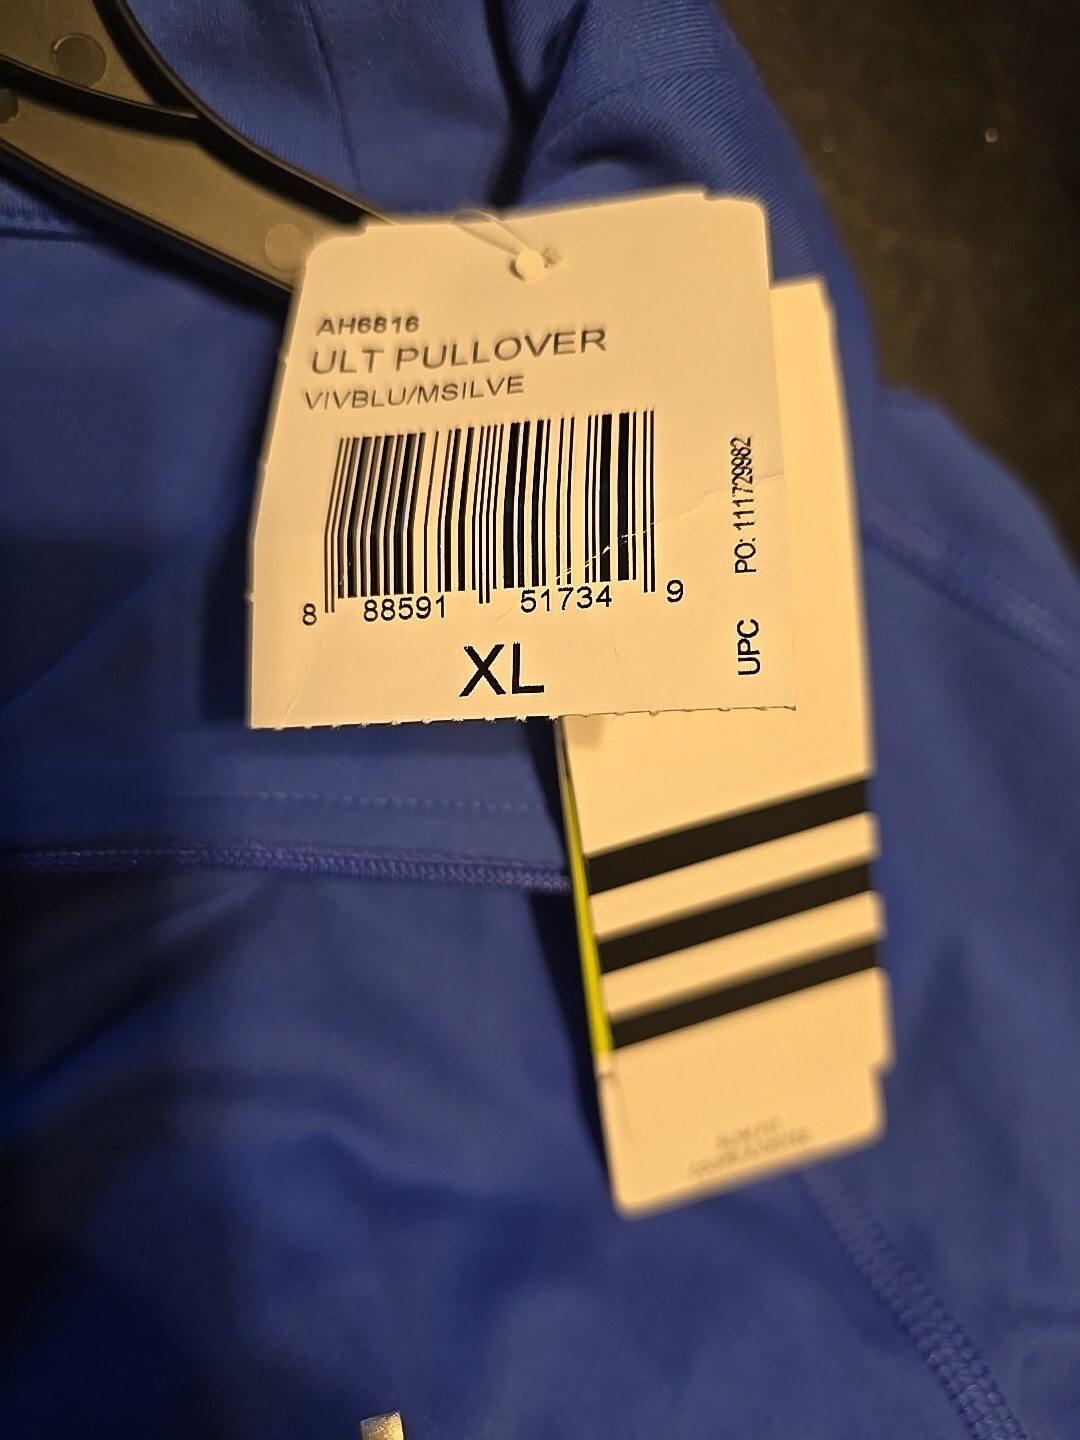 AH6816
ULT PULLOVER
VIVBLU/MSILVE
8 88591 51734 9
XL
UPC PO: 111729982